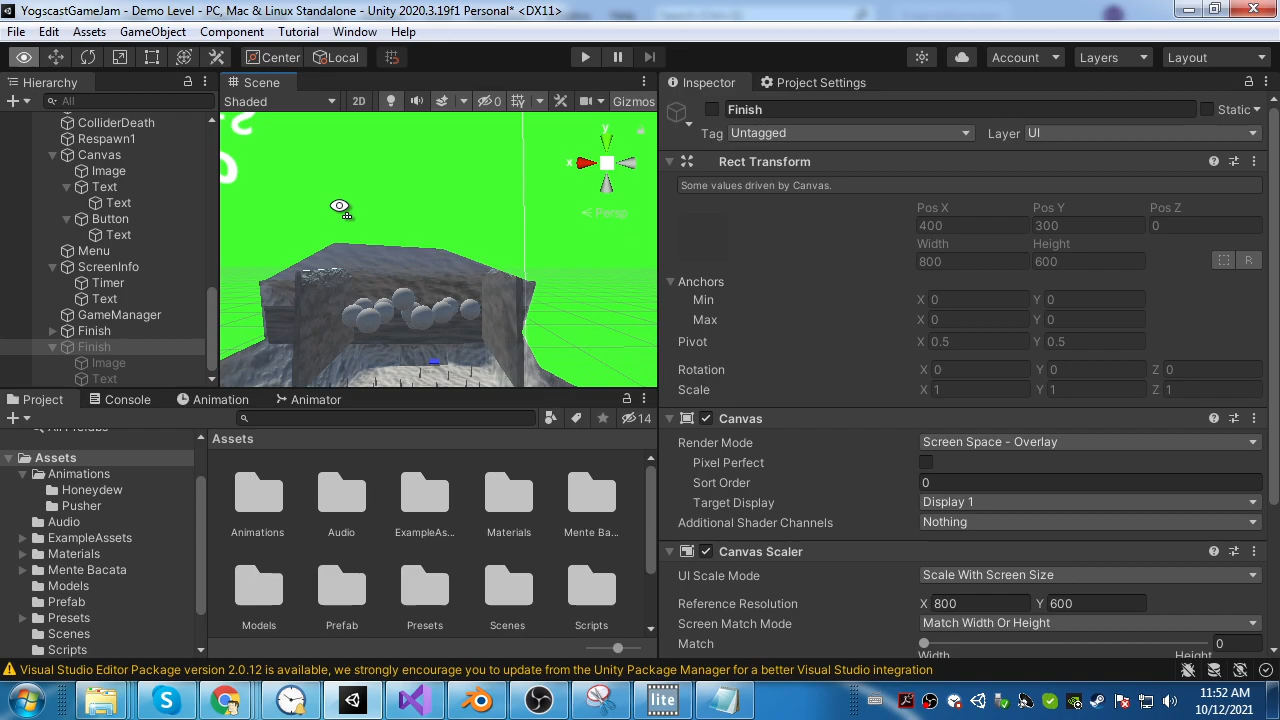 YogscastGameJam - Demo Level - PC, Mac & Linux Standalone - Unity 2020.3.19f1 Personal* <DX11>
File Edit Assets GameObject Component Tutorial Window Help
Center Local Account Layers Layout
Hierarchy
All
ColliderDeath
Respawn1
Canvas
Image
Text
Text
Button
Text
Menu
ScreenInfo
Timer
Text
GameManager
Finish
Finish
Image
Text
Scene
Shaded 2D 0 Gizmos
y
x
Persp
Inspector Project Settings
Finish Static
Tag Untagged Layer UI
Rect Transform
Some values driven by Canvas.
Pos X Pos Y Pos Z
400 300 0
Width Height
800 600
R
Anchors
Min X 0 Y 0
Max X 0 Y 0
Pivot X 0.5 Y 0.5
Rotation X 0 Y 0 Z 0
Scale X 1 Y 1 Z 1
Canvas
Render Mode Screen Space - Overlay
Pixel Perfect
Sort Order 0
Target Display Display 1
Additional Shader Channels Nothing
Canvas Scaler
UI Scale Mode Scale With Screen Size
Reference Resolution X 800 Y 600
Screen Match Mode Match Width Or Height
Match 0
Width Height
Project Console Animation Animator
14
All Prefabs
Assets
Animations
Honeydew
Pusher
Audio
ExampleAssets
Materials
Mente Bacata
Models
Prefab
Presets
Scenes
Scripts
Assets
Animations Audio ExampleAs... Materials Mente Ba...
Models Prefab Presets Scenes Scripts
Visual Studio Editor Package version 2.0.12 is available, we strongly encourage you to update from the Unity Package Manager for a better Visual Studio integration
lite
11:52 AM
10/12/2021